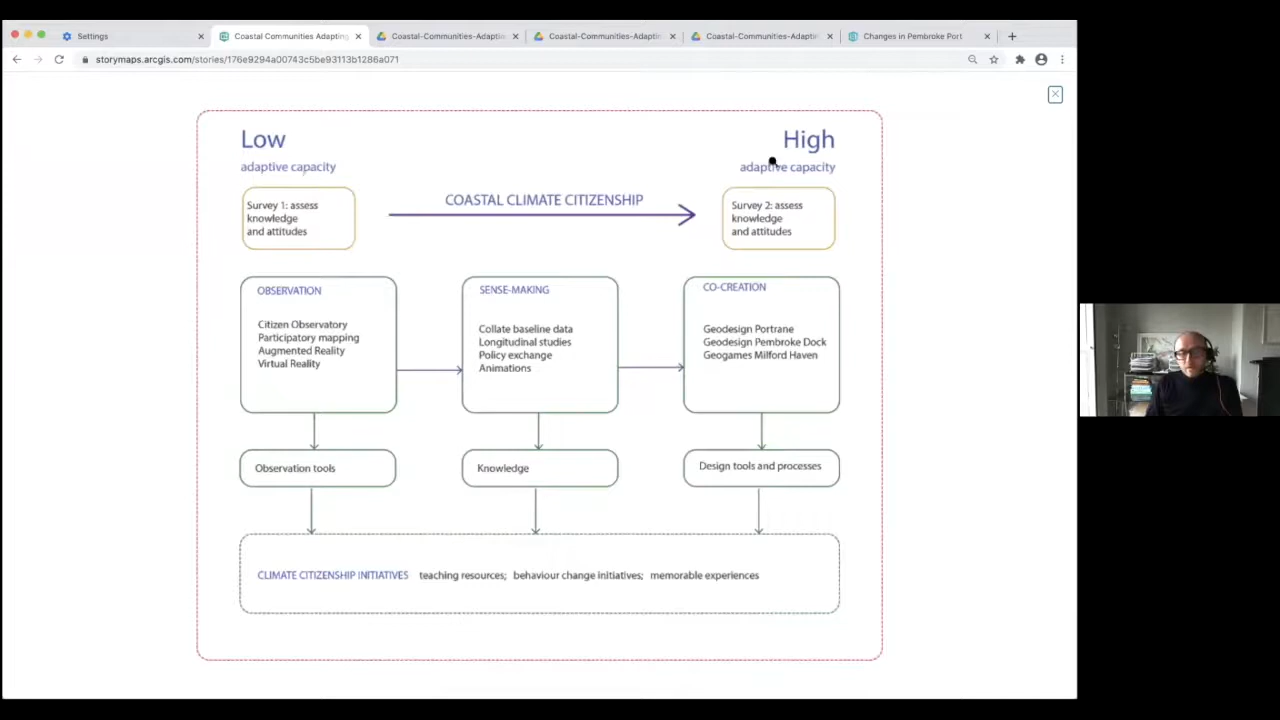 Settings
Coastal Communities Adapting
Coastal-Communities-Adaptin
Coastal-Communities-Adaptin
Coastal-Communities-Adaptin
Changes in Pembroke Port
storymaps.arcgis.com/stories/176e9294a00743c5be93113b1286a071
Low
High
adaptive capacity
adaptive capacity
Survey 1: assess
knowledge
and attitudes
COASTAL CLIMATE CITIZENSHIP
Survey 2: assess
knowledge
and attitudes
OBSERVATION
Citizen Observatory
Participatory mapping
Augmented Reality
Virtual Reality
SENSE-MAKING
Collate baseline data
Longitudinal studies
Policy exchange
Animations
CO-CREATION
Geodesign Portrane
Geodesign Pembroke Dock
Geogames Milford Haven
Observation tools
Knowledge
Design tools and processes
CLIMATE CITIZENSHIP INITIATIVES teaching resources; behaviour change initiatives; memorable experiences